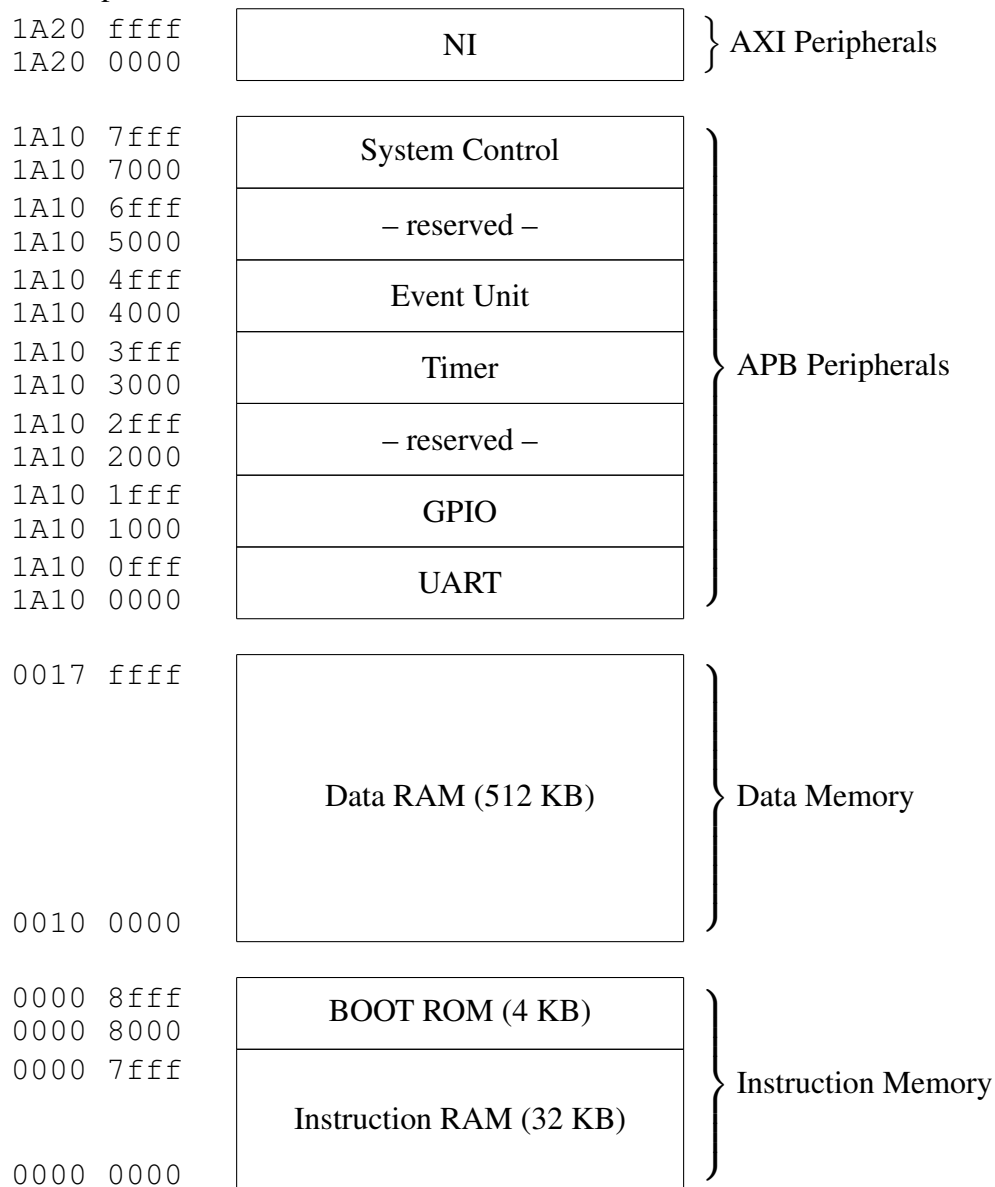 1A20 ffff
NI
AXI Peripherals
1A20 0000
1A10 7fff
System Control
1A10 7000
1A10 6fff
– reserved –
1A10 5000
1A10 4fff
Event Unit
1A10 4000
1A10 3fff
Timer
APB Peripherals
1A10 3000
1A10 2fff
– reserved –
1A10 2000
1A10 1fff
GPIO
1A10 1000
1A10 0fff
UART
1A10 0000
0017 ffff
Data RAM (512 KB)
Data Memory
0010 0000
0000 8fff
BOOT ROM (4 KB)
0000 8000
0000 7fff
Instruction Memory
Instruction RAM (32 KB)
0000 0000